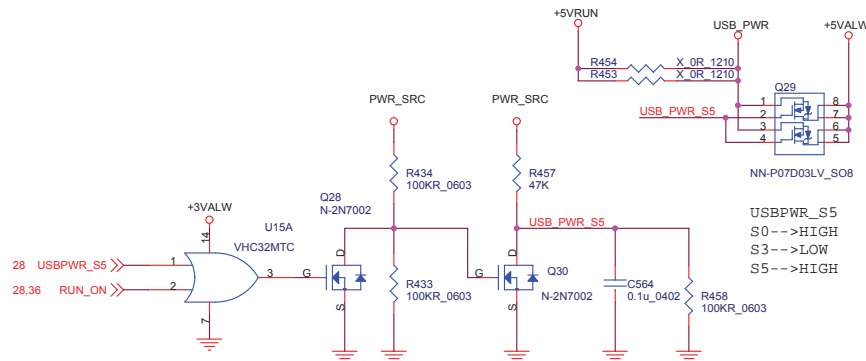 +5VRUN
USB_PWR
+5VALW
R454
X_0R_1210
R453
X_0R_1210
Q29
PWR_SRC
PWR_SRC
1
8
USB_PWR_S5
2
7
3
6
4
5
R434
100KR_0603
R457
47K
NN-P07D03LV_SO8
Q28
N-2N7002
+3VALW
U15A
VHC32MTC
USB_PWR_S5
USBPWR_S5
S0-->HIGH
S3-->LOW
S5-->HIGH
14
28 USBPWR_S5
1
3
G
D
S
G
D
S
Q30
N-2N7002
28,36 RUN_ON
2
7
R433
100KR_0603
C564
0.1u_0402
R458
100KR_0603